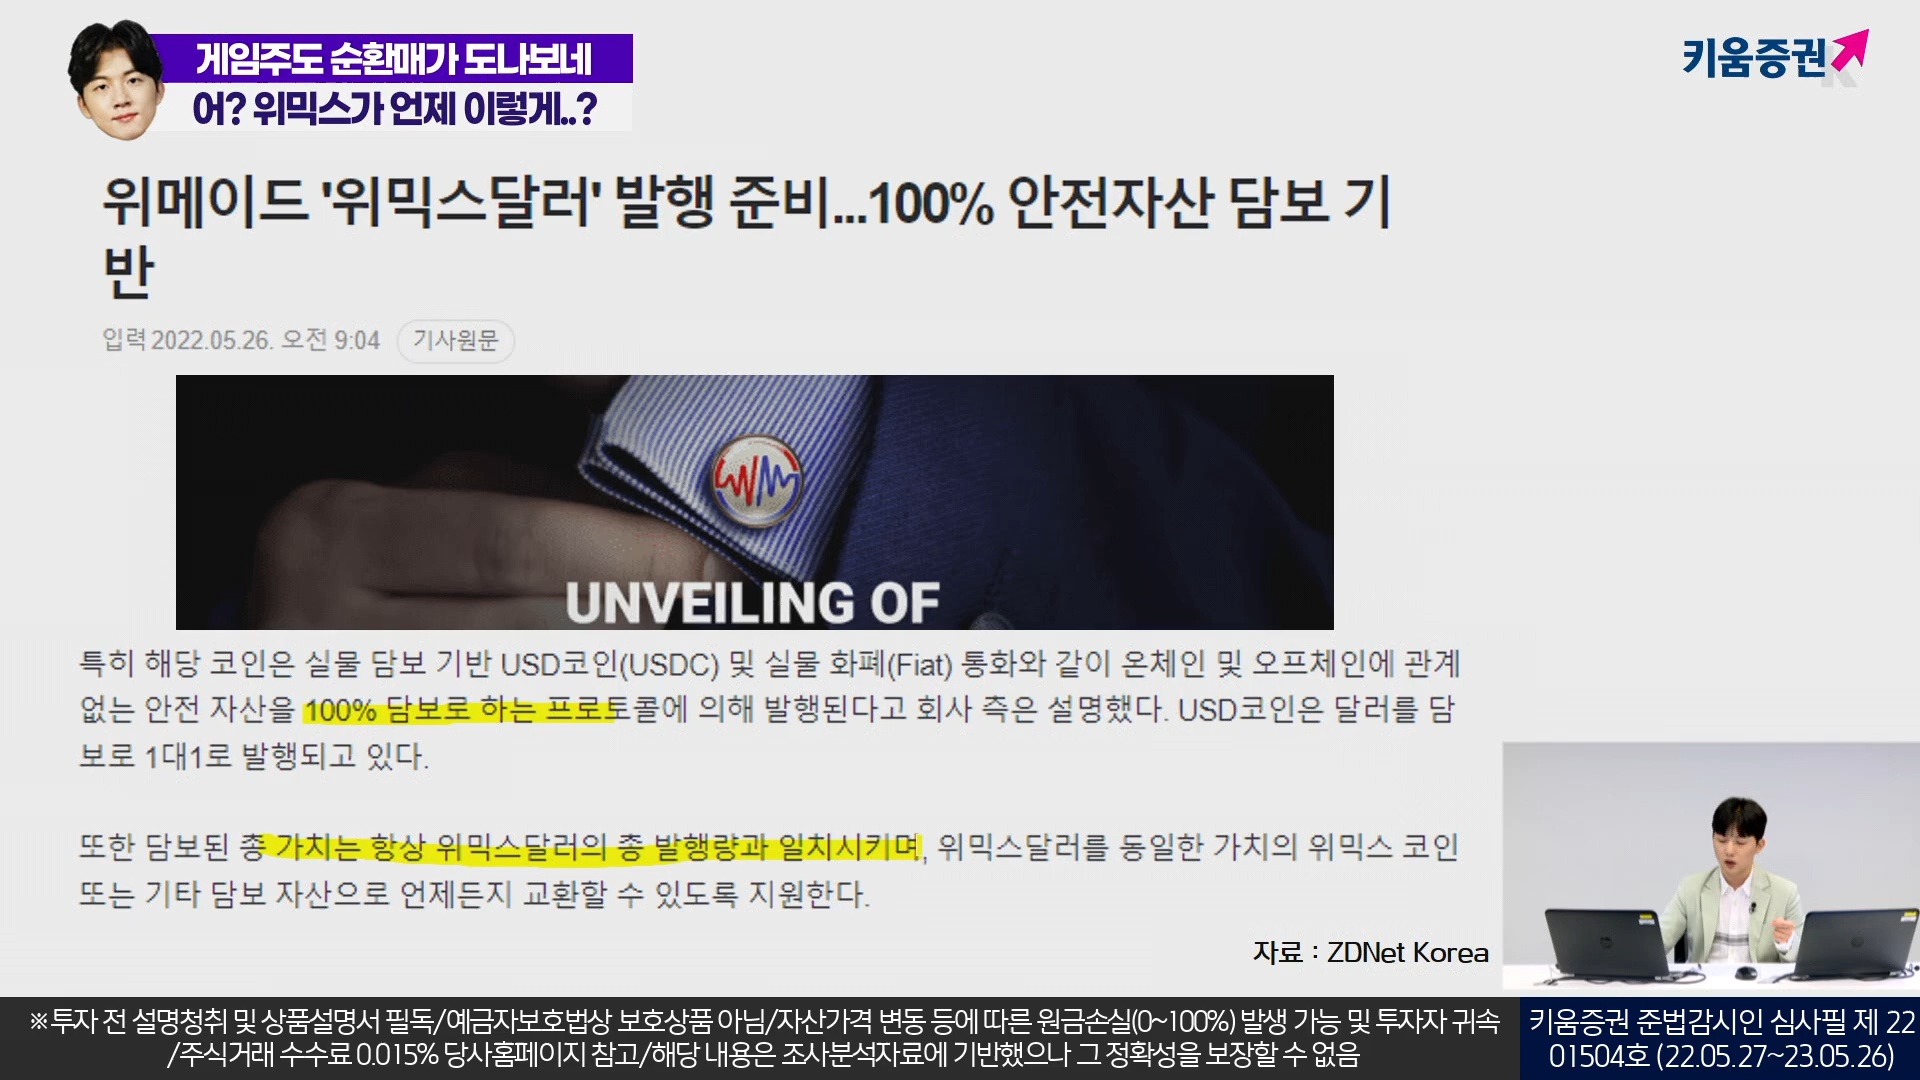 게임주도 순환매가 도나보네
어? 위믹스가 언제 이렇게..?
키움증권
위메이드 '위믹스달러' 발행 준비...100% 안전자산 담보 기
반
입력 2022.05.26. 오전 9:04 기사원문
UNVEILING OF
특히 해당 코인은 실물 담보 기반 USD코인(USDC) 및 실물 화폐(Fiat) 통화와 같이 온체인 및 오프체인에 관계
없는 안전 자산을 100% 담보로 하는 프로토콜에 의해 발행된다고 회사 측은 설명했다. USD코인은 달러를 담
보로 1대1로 발행되고 있다.
또한 담보된 총 가치는 항상 위믹스달러의 총 발행량과 일치시키며, 위믹스달러를 동일한 가치의 위믹스 코인
또는 기타 담보 자산으로 언제든지 교환할 수 있도록 지원한다.
자료 : ZDNet Korea
※투자 전 설명청취 및 상품설명서 필독/예금자보호법상 보호상품 아님/자산가격 변동 등에 따른 원금손실(0~100%) 발생 가능 및 투자자 귀속
/주식거래 수수료 0.015% 당사홈페이지 참고/해당 내용은 조사분석자료에 기반했으나 그 정확성을 보장할 수 없음
키움증권 준법감시인 심사필 제 22
01504호 (22.05.27~23.05.26)